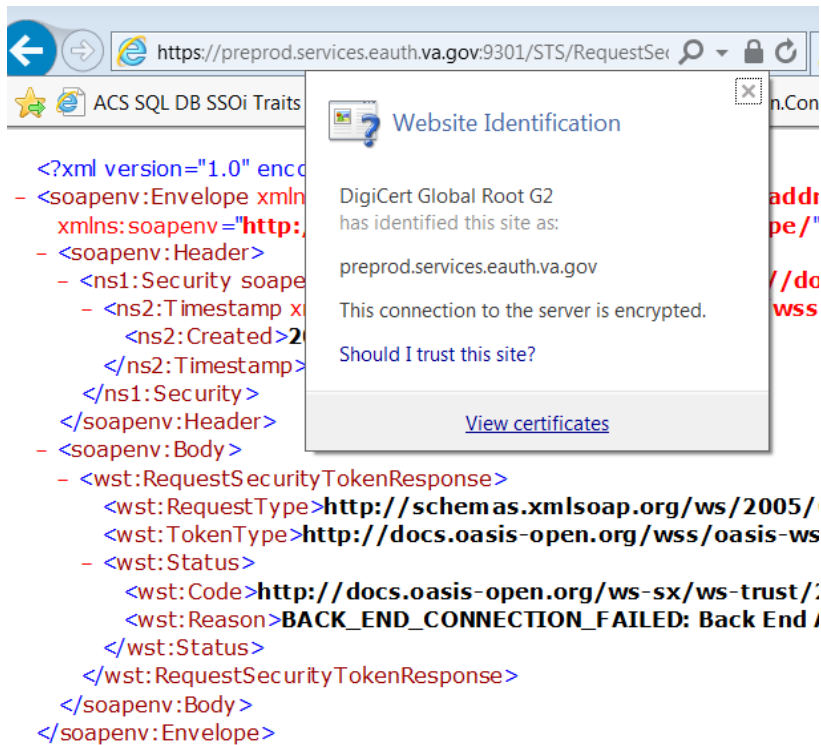 https://preprod.services.eauth.va.gov:9301/STS/RequestSec
ACS SQL DB SSOi Traits
n.Con
Website Identification
DigiCert Global Root G2
has identified this site as:
preprod.services.eauth.va.gov
This connection to the server is encrypted.
Should I trust this site?
View certificates
<?xml version="1.0" enc
- <soapenv:Envelope xmln addr
xmlns:soapenv="http:/ pe/"
- <soapenv:Header>
- <ns1:Security soape //do
- <ns2:Timestamp x wss
<ns2:Created>2
</ns2:Timestamp>
</ns1:Security>
</soapenv:Header>
- <soapenv:Body>
- <wst:RequestSecurityTokenResponse>
<wst:RequestType>http://schemas.xmlsoap.org/ws/2005/
<wst:TokenType>http://docs.oasis-open.org/wss/oasis-ws
- <wst:Status>
<wst:Code>http://docs.oasis-open.org/ws-sx/ws-trust/2
<wst:Reason>BACK_END_CONNECTION_FAILED: Back End A
</wst:Status>
</wst:RequestSecurityTokenResponse>
</soapenv:Body>
</soapenv:Envelope>